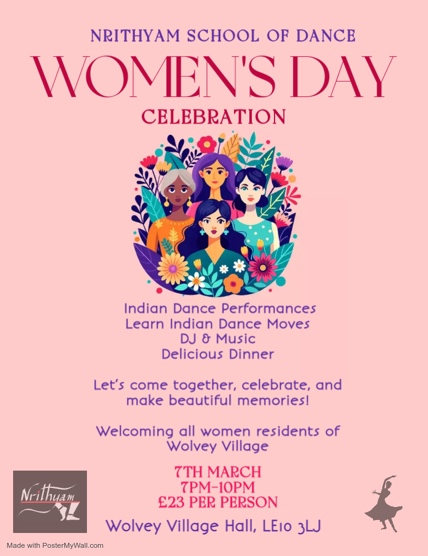 NRITHYAM SCHOOL OF DANCE
WOMEN'S DAY
CELEBRATION
Indian Dance Performances
Learn Indian Dance Moves
DJ & Music
Delicious Dinner
Let's come together, celebrate, and
make beautiful memories!
Welcoming all women residents of
Wolvey Village
7TH MARCH
7PM-10PM
£23 PER PERSON
Wolvey Village Hall, LE10 3LJ
Nrithyam
Made with PosterMyWall.com